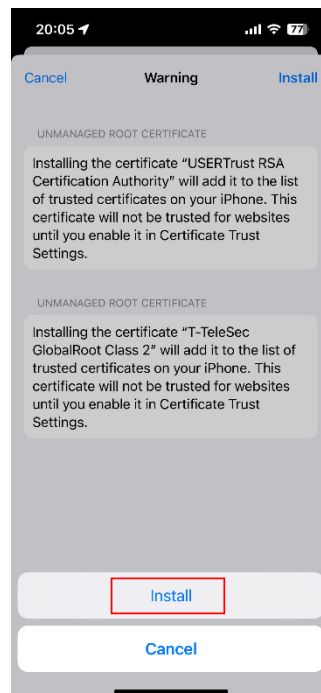 20:05 77
Cancel Warning Install
UNMANAGED ROOT CERTIFICATE
Installing the certificate “USERTrust RSA
Certification Authority” will add it to the list
of trusted certificates on your iPhone. This
certificate will not be trusted for websites
until you enable it in Certificate Trust
Settings.
UNMANAGED ROOT CERTIFICATE
Installing the certificate “T-TeleSec
GlobalRoot Class 2” will add it to the list of
trusted certificates on your iPhone. This
certificate will not be trusted for websites
until you enable it in Certificate Trust
Settings.
Install
Cancel